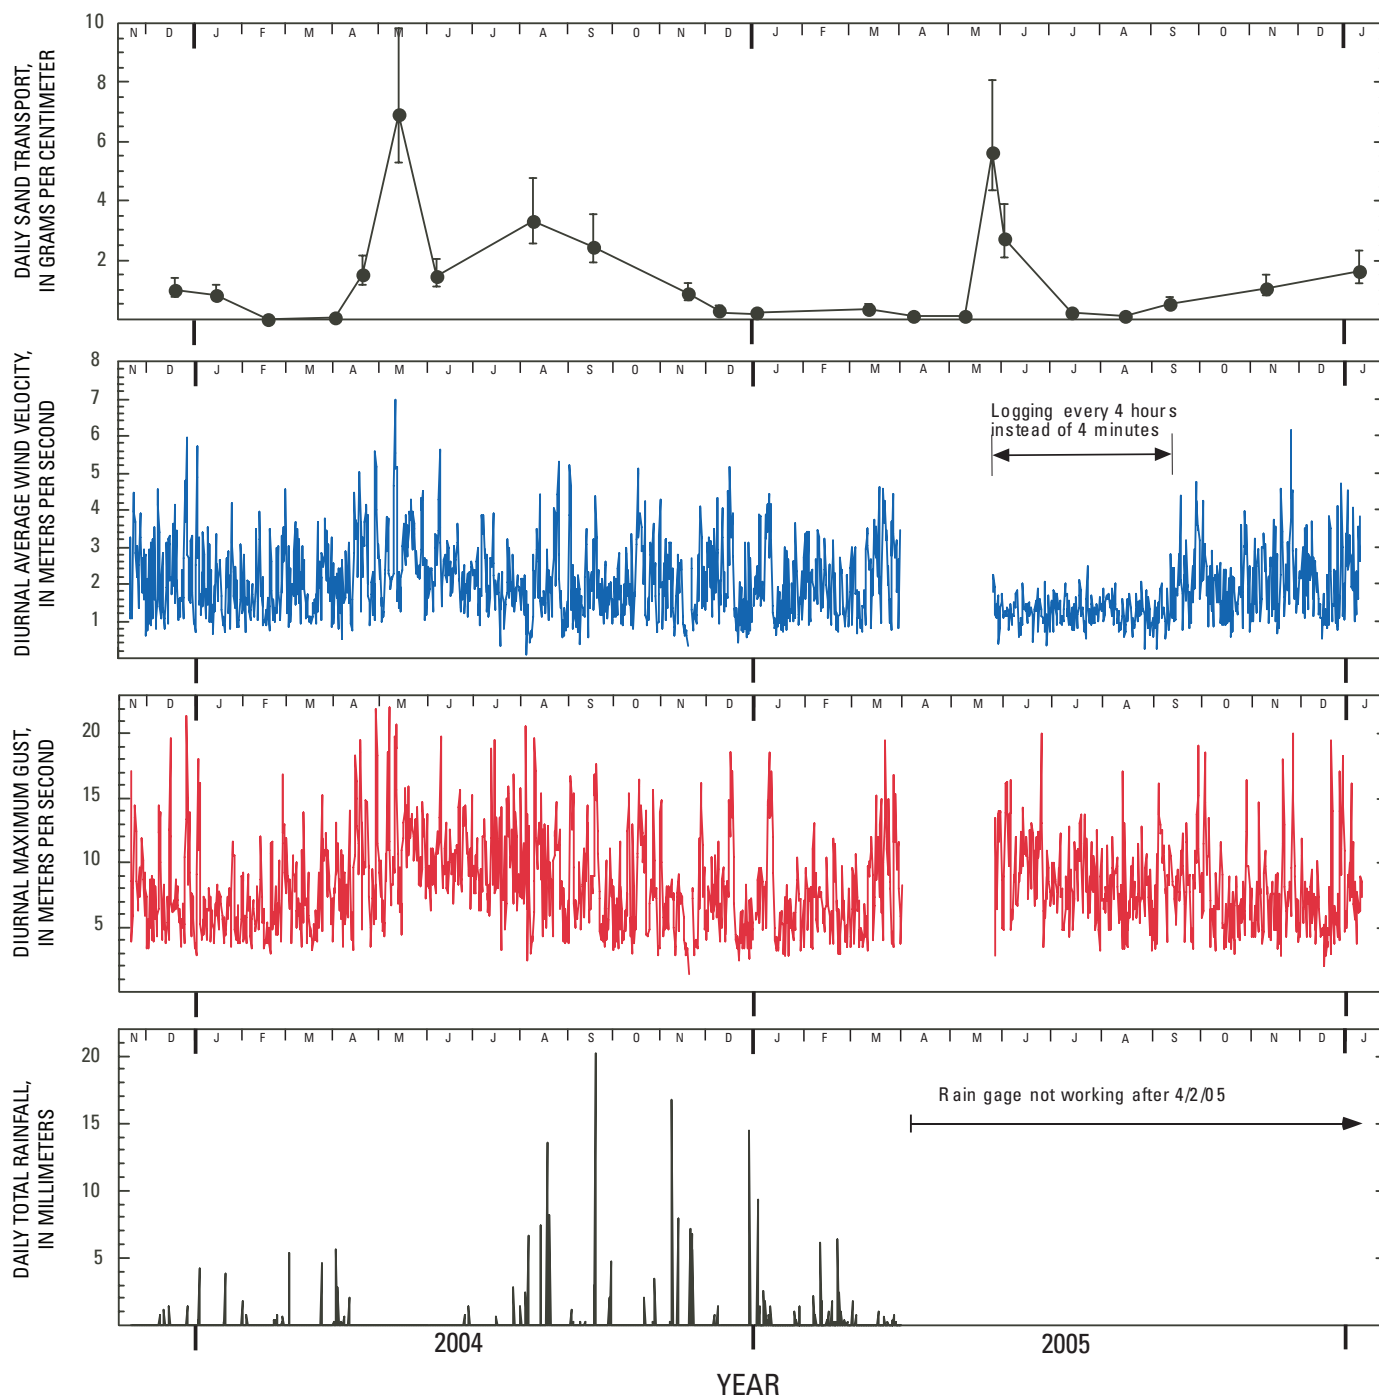 DAILY SAND TRANSPORT,
IN GRAMS PER CENTIMETER
10
8
6
4
2
N D J F M A M J J A S O N D J F M A M J J A S O N D J
DIURNAL AVERAGE WIND VELOCITY,
IN METERS PER SECOND
8
7
6
5
4
3
2
1
N D J F M A M J J A S O N D J F M A M J J A S O N D J
Logging every 4 hours
instead of 4 minutes
DIURNAL MAXIMUM GUST,
IN METERS PER SECOND
20
15
10
5
N D J F M A M J J A S O N D J F M A M J J A S O N D J
DAILY TOTAL RAINFALL,
IN MILLIMETERS
20
15
10
5
N D J F M A M J J A S O N D J F M A M J J A S O N D J
Rain gage not working after 4/2/05
2004 2005
YEAR